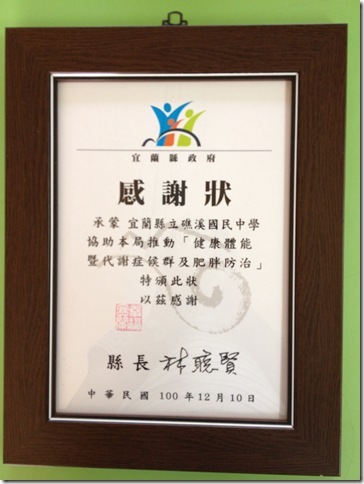 宜蘭縣政府
感謝狀
承蒙 宜蘭縣立礁溪國民中學
協助本局推動「健康體能
暨代謝症候群及肥胖防治」
特頒此狀
以茲感謝
縣長 林聰賢
中華民國 100年12月10日